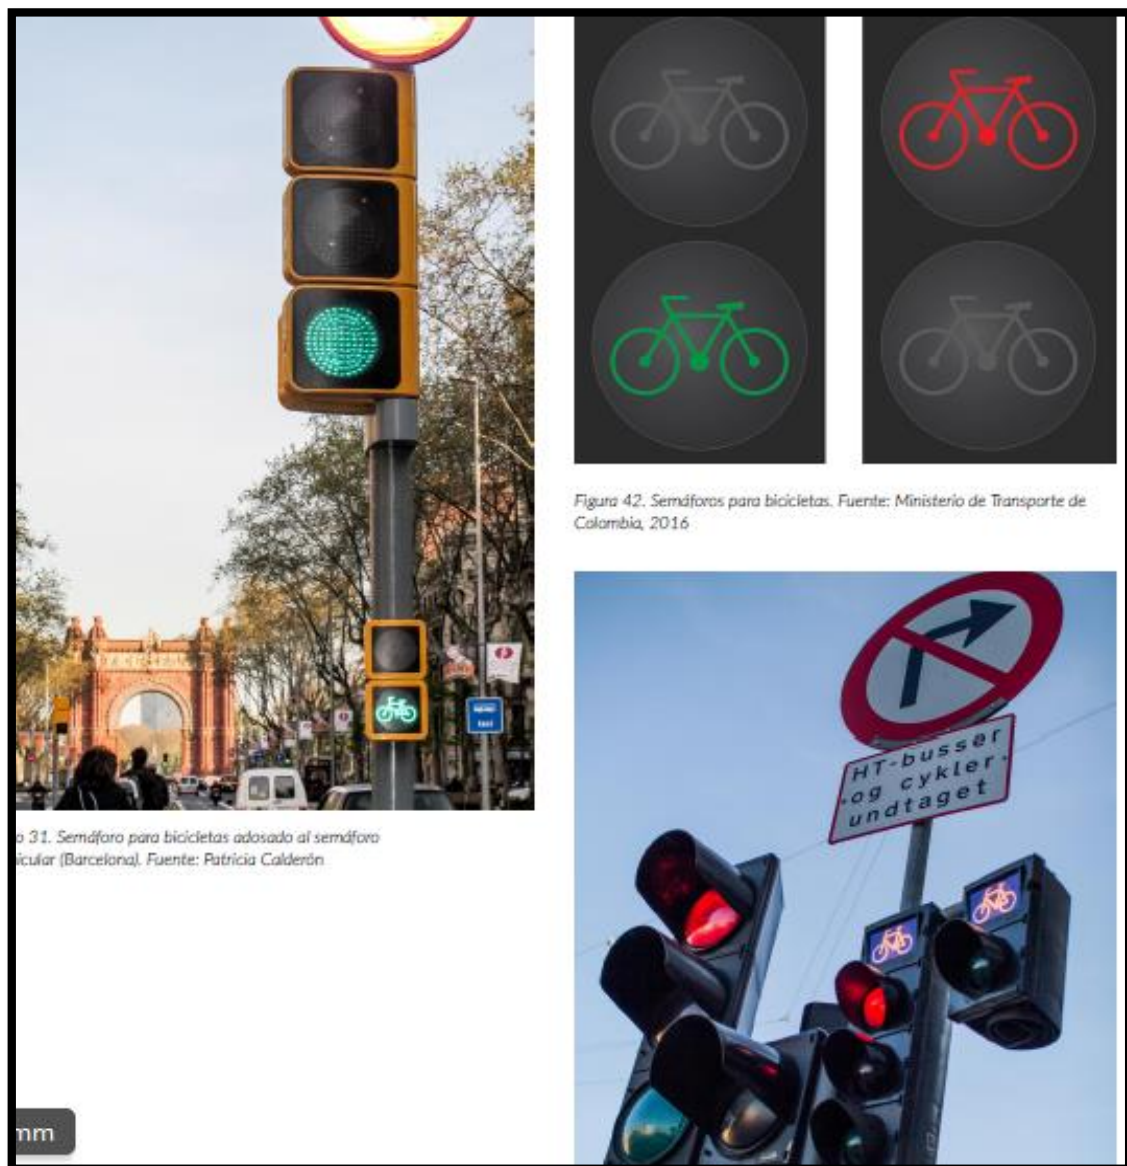 o 31. Semáforo para bicicletas adosado al semáforo
icular (Barcelona). Fuente: Patricia Calderón
Figura 42. Semáforos para bicicletas. Fuente: Ministerio de Transporte de
Colombia, 2016
HT-busser
og cykler
undtaget
taxi
mm